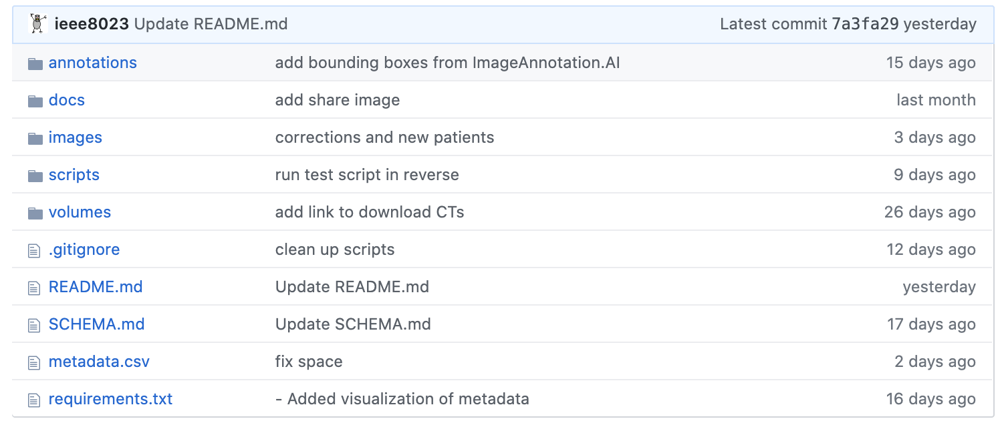 ieee8023 Update README.md Latest commit 7a3fa29 yesterday
annotations add bounding boxes from ImageAnnotation.AI 15 days ago
docs add share image last month
images corrections and new patients 3 days ago
scripts run test script in reverse 9 days ago
volumes add link to download CTs 26 days ago
.gitignore clean up scripts 12 days ago
README.md Update README.md yesterday
SCHEMA.md Update SCHEMA.md 17 days ago
metadata.csv fix space 2 days ago
requirements.txt - Added visualization of metadata 16 days ago